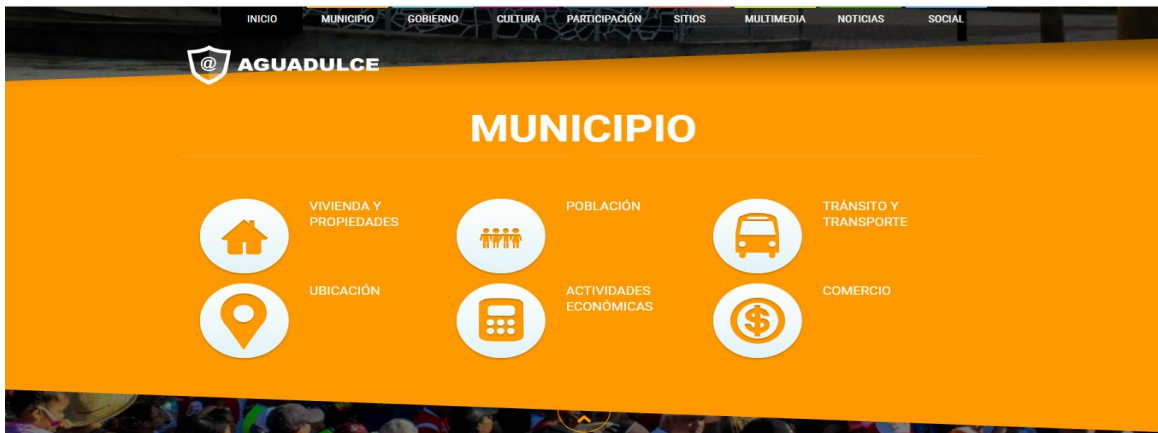 INICIO MUNICIPIO GOBIERNO CULTURA PARTICIPACIÓN SITIOS MULTIMEDIA NOTICIAS SOCIAL
@ AGUADULCE
MUNICIPIO
VIVIENDA Y
PROPIEDADES
POBLACIÓN
TRÁNSITO Y
TRANSPORTE
UBICACIÓN
ACTIVIDADES
ECONÓMICAS
COMERCIO
$